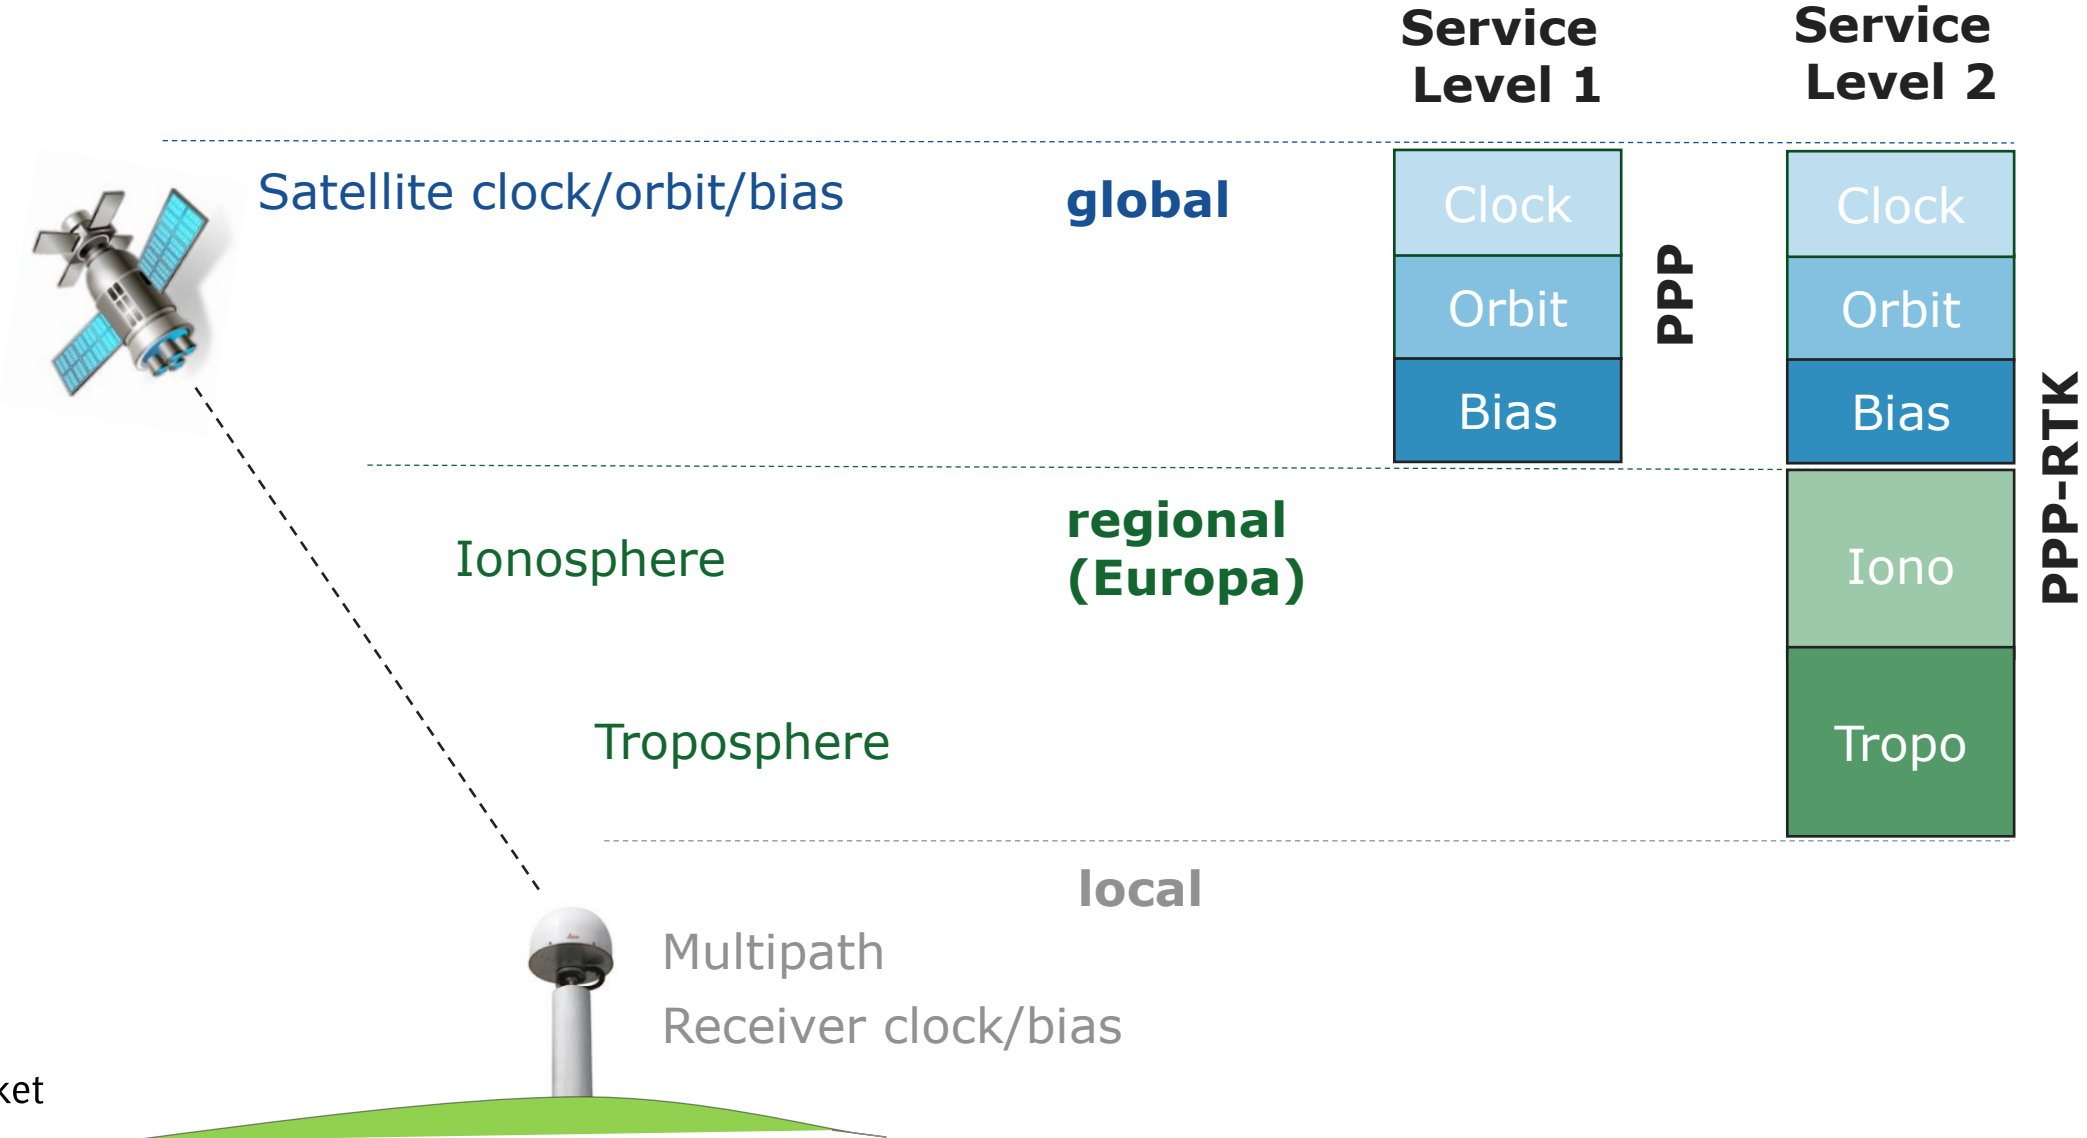 Service
Level 1
Service
Level 2
Satellite clock/orbit/bias
global
Clock
Orbit
Bias
PPP
Clock
Orbit
Bias
Ionosphere
regional
(Europa)
Iono
PPP-RTK
Troposphere
Tropo
local
Multipath
Receiver clock/bias
ket